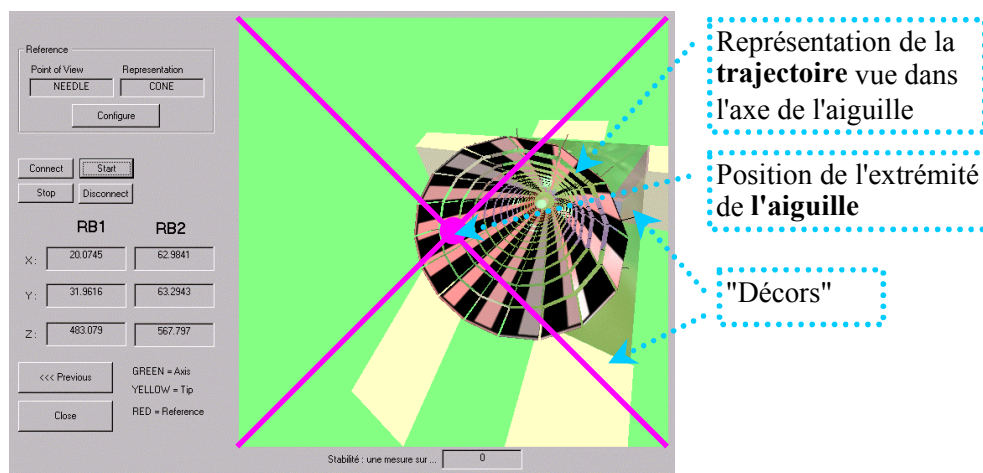 Reference
Point of View Representation
NEEDLE CONE
Configure
Connect Start
Stop Disconnect
RB1 RB2
X: 20.0745 62.9841
Y: 31.9616 63.2943
Z: 483.079 567.797
<<< Previous
Close
GREEN = Axis
YELLOW = Tip
RED = Reference
Stabilité : une mesure sur ... 0
Représentation de la
trajectoire vue dans
l'axe de l'aiguille
Position de l'extrémité
de l'aiguille
"Décors"